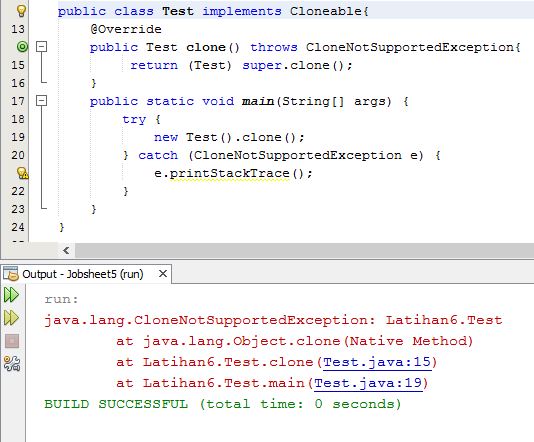 public class Test implements Cloneable{
13 @Override
public Test clone() throws CloneNotSupportedException{
15 return (Test) super.clone();
16 }
17 public static void main(String[] args) {
18 try {
19 new Test().clone();
20 } catch (CloneNotSupportedException e) {
e.printStackTrace();
22 }
23 }
24 }
Output - Jobsheet5 (run) X
run:
java.lang.CloneNotSupportedException: Latihan6.Test
at java.lang.Object.clone(Native Method)
at Latihan6.Test.clone(Test.java:15)
at Latihan6.Test.main(Test.java:19)
BUILD SUCCESSFUL (total time: 0 seconds)